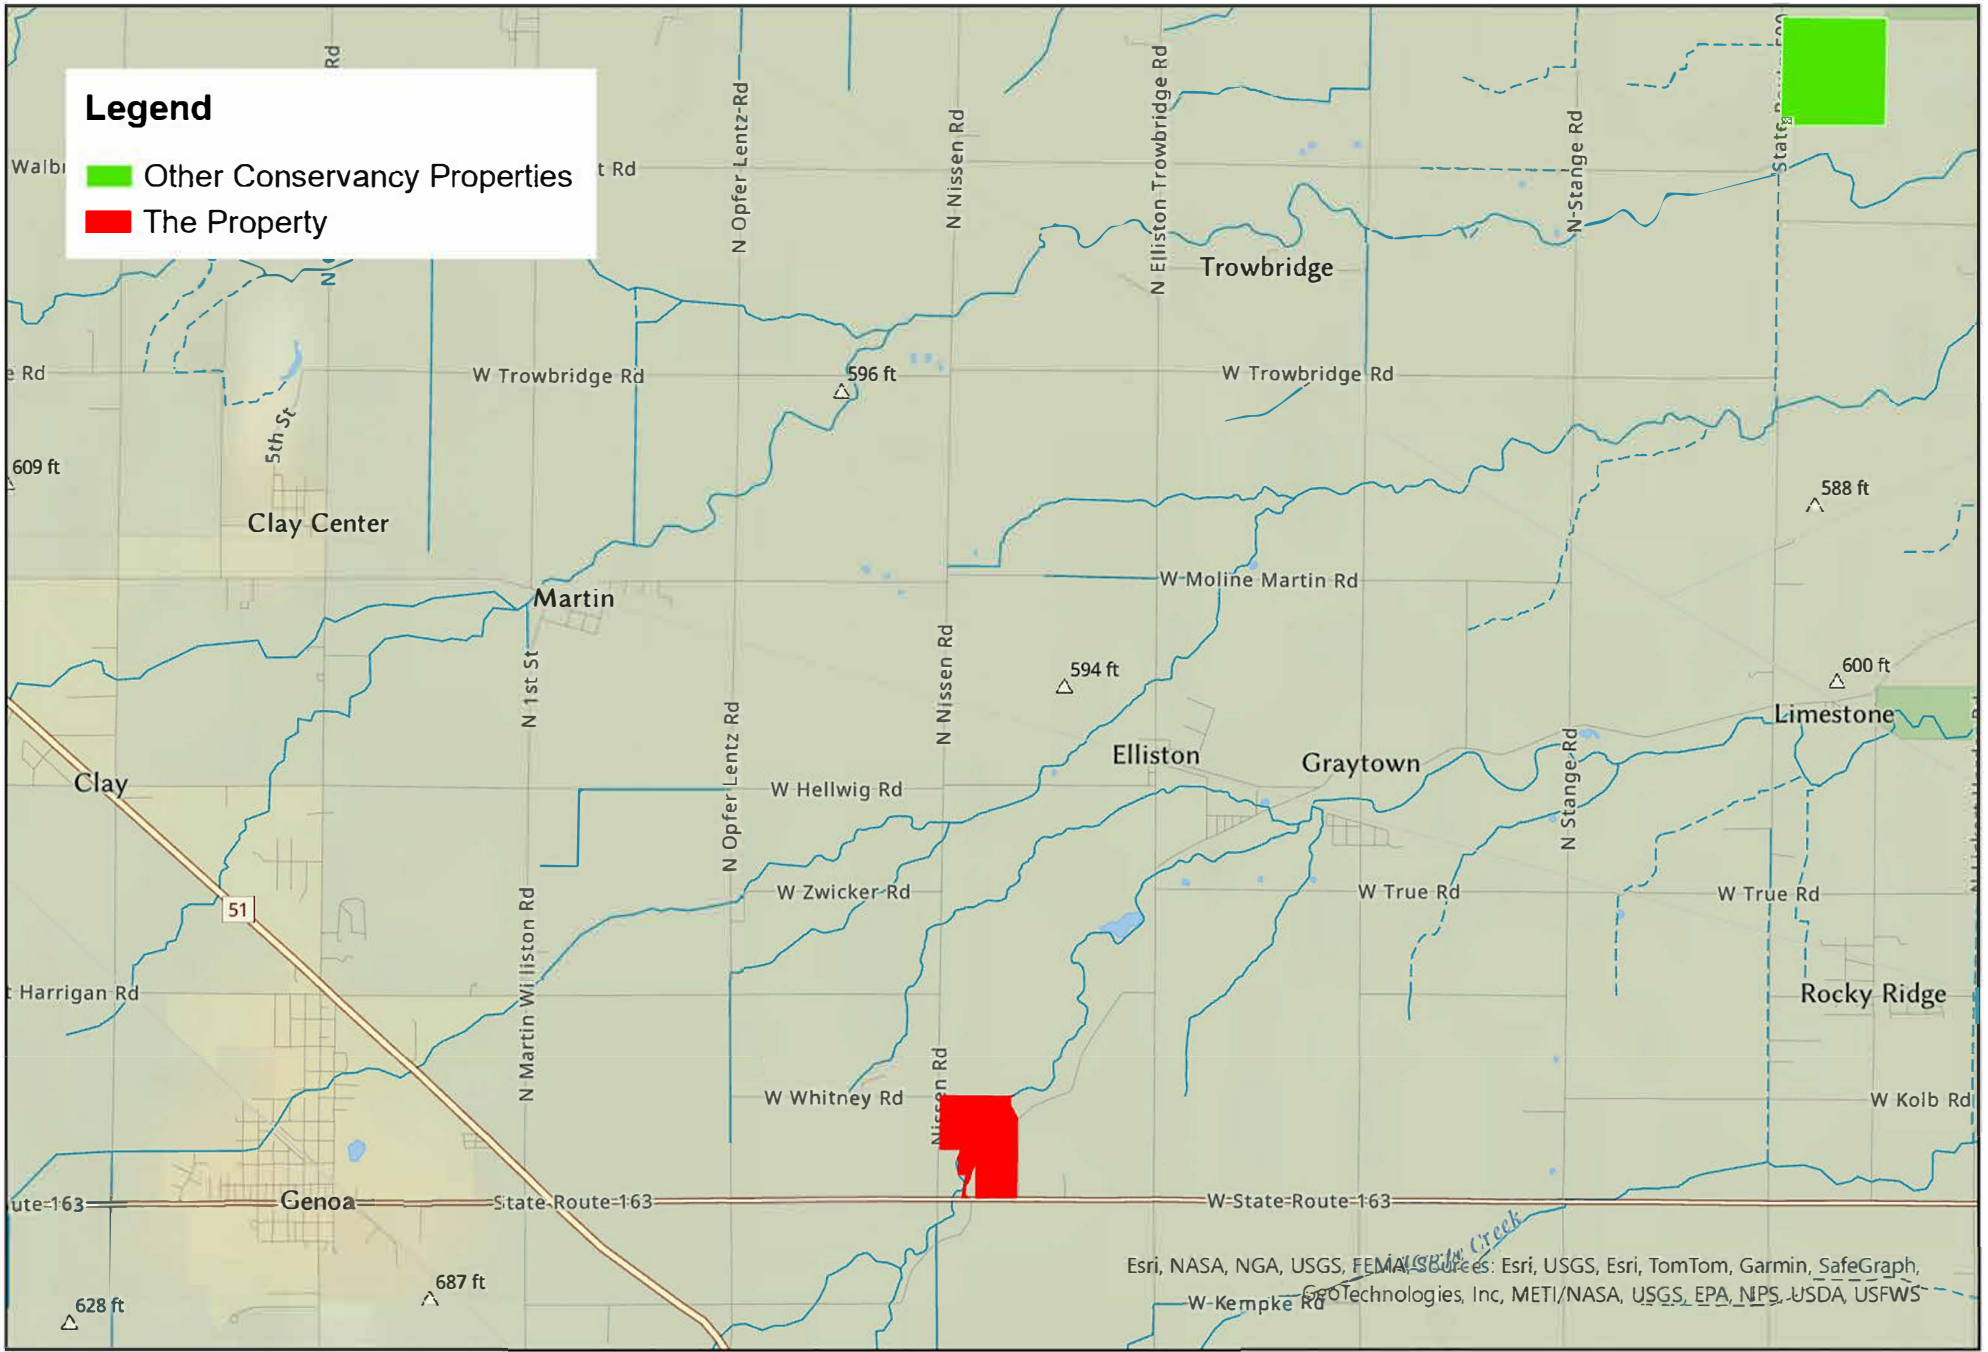 Rd
N Opfer Lentz Rd
N Nissen Rd
N Elliston Trowbridge Rd
N Stange Rd
State
Legend
Other Conservancy Properties
The Property
Walb
t Rd
N
Trowbridge
e Rd
W Trowbridge Rd
596 ft
W Trowbridge Rd
5th St
609 ft
588 ft
Clay Center
W Moline Martin Rd
Martin
N 1st St
N Nissen Rd
594 ft
600 ft
Limestone
N Opfer Lentz Rd
Elliston
Graytown
N Stange Rd
Clay
W Hellwig Rd
W Zwicker Rd
W True Rd
W True Rd
51
N Martin Wi liston Rd
t Harrigan Rd
Rocky Ridge
Nissen Rd
W Whitney Rd
W Kolb Rd
ute 163
Genoa
State Route 163
W State Route 163
Creek
687 ft
628 ft
W Kempke Rd
Esri, NASA, NGA, USGS, FEMA, Sources: Esri, USGS, Esri, TomTom, Garmin, SafeGraph,
GeoTechnologies, Inc, METI/NASA, USGS, EPA, NPS, USDA, USFWS